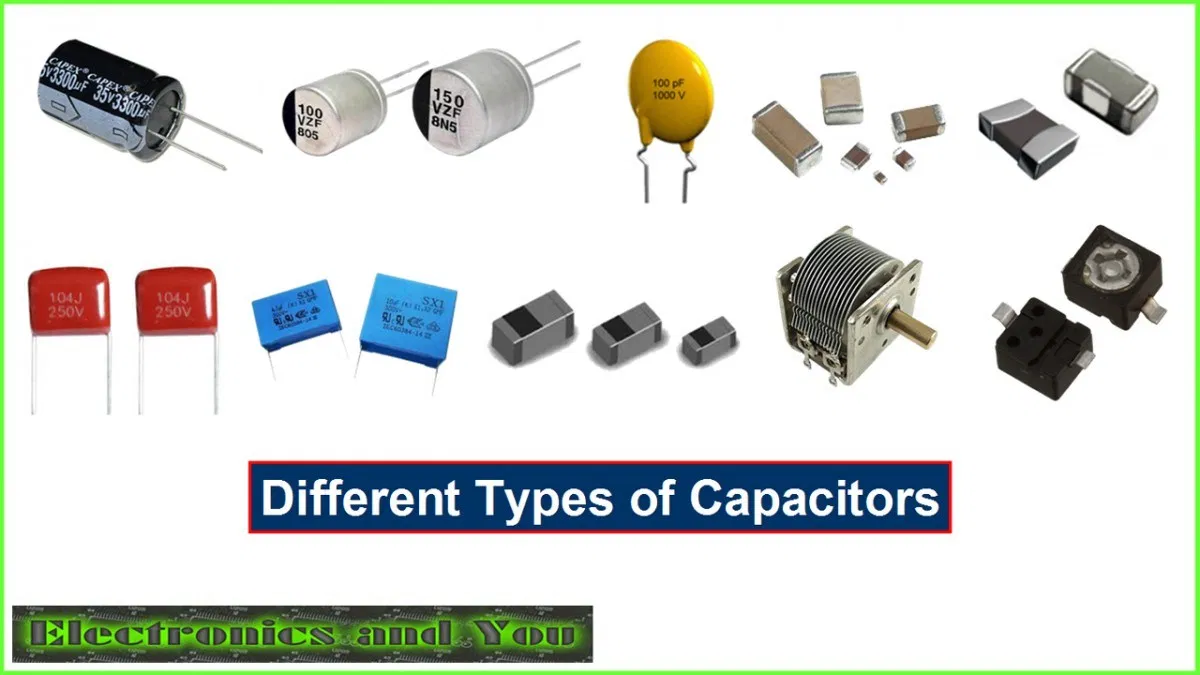 CAPEX® CAPEX
35V3300µF 35V3300µF
100
VZF
805
150
VZF
8N5
100 pF
1000 V
104J
250V
104J
250V
SX1
SX1
Different Types of Capacitors
Electronics and You